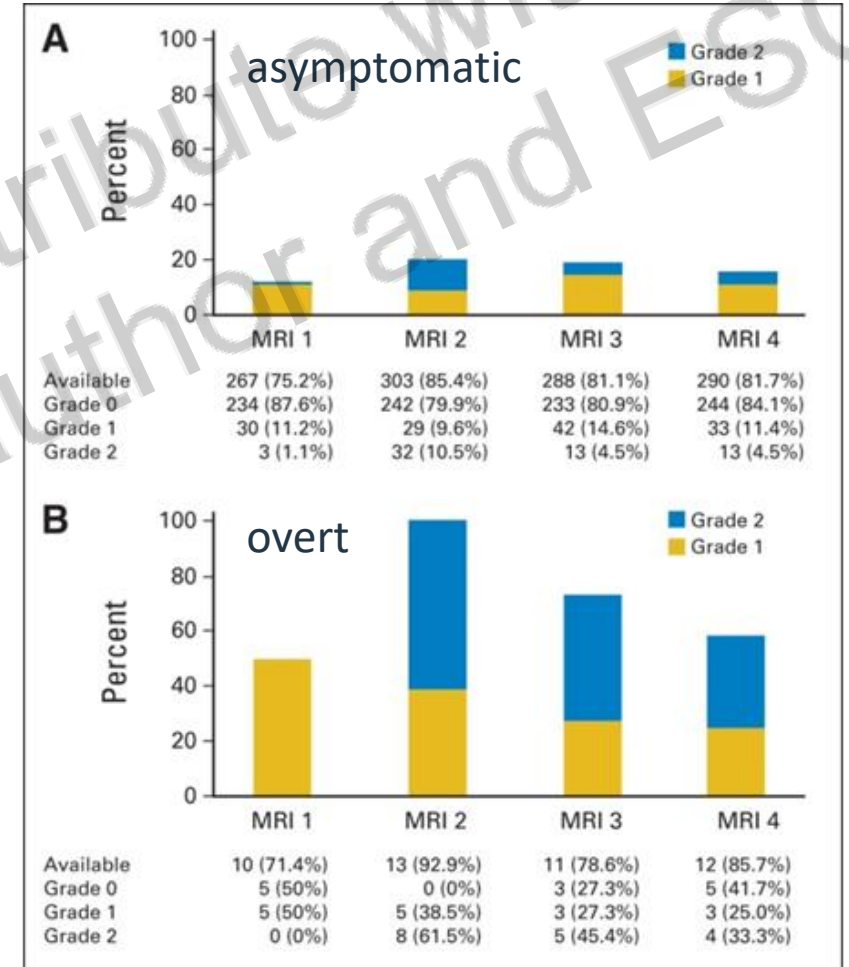 A
asymptomatic
Grade 2
Grade 1
100
80
60
40
20
0
Percent
MRI 1 MRI 2 MRI 3 MRI 4
Available 267 (75.2%) 303 (85.4%) 288 (81.1%) 290 (81.7%)
Grade 0 234 (87.6%) 242 (79.9%) 233 (80.9%) 244 (84.1%)
Grade 1 30 (11.2%) 29 (9.6%) 42 (14.6%) 33 (11.4%)
Grade 2 3 (1.1%) 32 (10.5%) 13 (4.5%) 13 (4.5%)
B
overt
Grade 2
Grade 1
100
80
60
40
20
0
Percent
MRI 1 MRI 2 MRI 3 MRI 4
Available 10 (71.4%) 13 (92.9%) 11 (78.6%) 12 (85.7%)
Grade 0 5 (50%) 0 (0%) 3 (27.3%) 5 (41.7%)
Grade 1 5 (50%) 5 (38.5%) 3 (27.3%) 3 (25.0%)
Grade 2 0 (0%) 8 (61.5%) 5 (45.4%) 4 (33.3%)
and